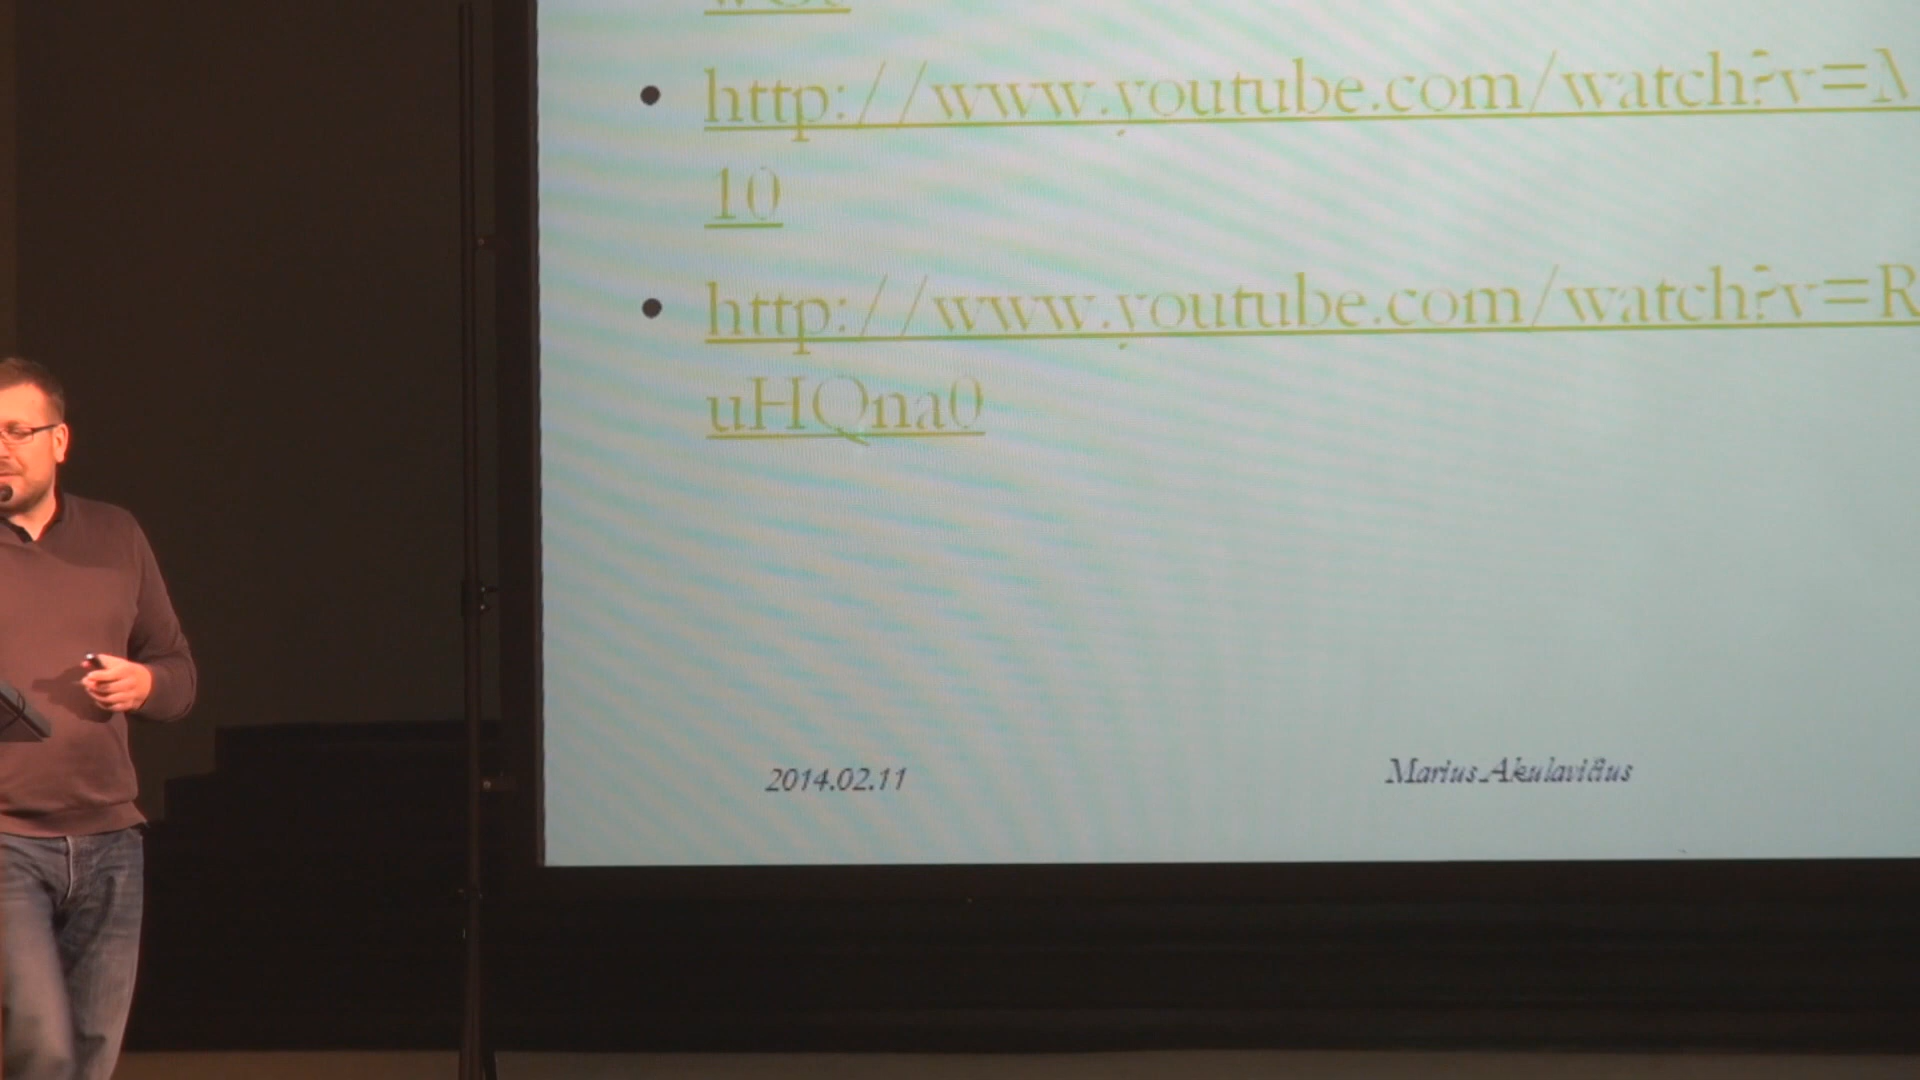 http://www.youtube.com/watch?v=M
10
http://www.youtube.com/watch?v=R
uHQna0
2014.02.11
Marius Akulavičius